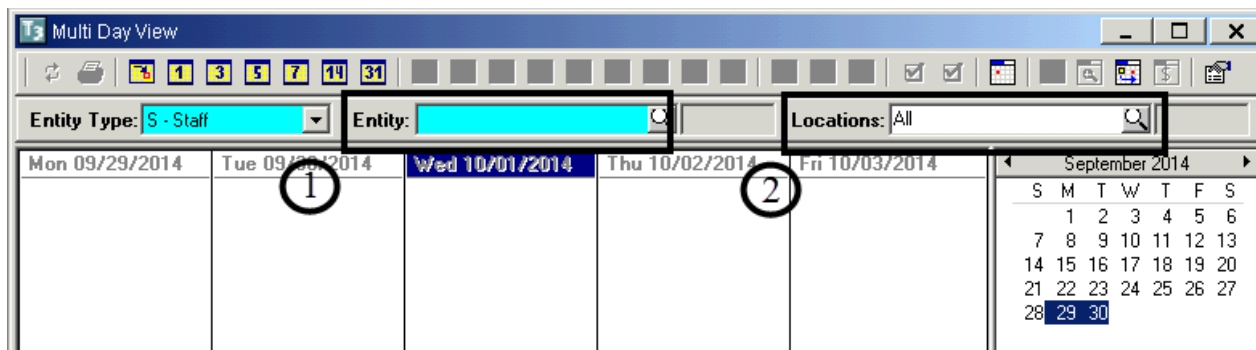 T3 Multi Day View
1 3 5 7 14 31
Entity Type: S - Staff Entity: Locations: All
Mon 09/29/2014 Tue 09/30/2014 Wed 10/01/2014 Thu 10/02/2014 Fri 10/03/2014 September 2014
1 2
S M T W T F S
1 2 3 4 5 6
7 8 9 10 11 12 13
14 15 16 17 18 19 20
21 22 23 24 25 26 27
28 29 30